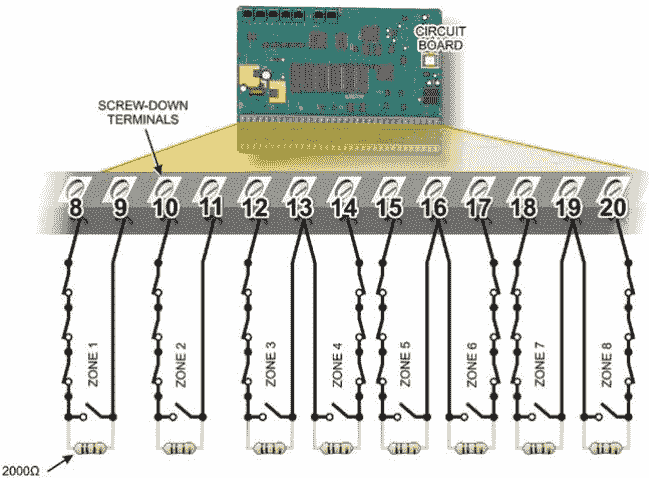 CIRCUIT
BOARD
SCREW-DOWN
TERMINALS
8 9 10 11 12 13 14 15 16 17 18 19 20
ZONE 1
ZONE 2
ZONE 3
ZONE 4
ZONE 5
ZONE 6
ZONE 7
ZONE 8
2000Ω